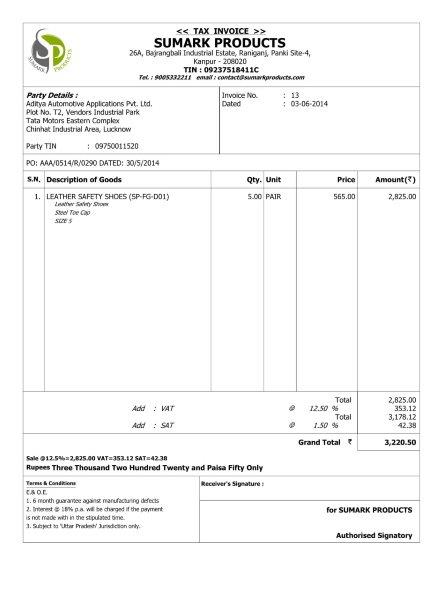 << TAX INVOICE >>
SUMARK PRODUCTS
26A, Bajrangbali Industrial Estate, Raniganj, Panki Site-4,
Kanpur - 208020
TIN : 09237518411C
Tel. : 9005332211 email : contact@sumarkproducts.com
SUMARK PRODUCTS
Party Details :
Aditya Automotive Applications Pvt. Ltd.
Plot No. T2, Vendors Industrial Park
Tata Motors Eastern Complex
Chinhat Industrial Area, Lucknow
Party TIN : 09750011520
Invoice No. : 13
Dated : 03-06-2014
PO: AAA/0514/R/0290 DATED: 30/5/2014
S.N. Description of Goods Qty. Unit Price Amount(₹)
1. LEATHER SAFETY SHOES (SP-FG-D01) 5.00 PAIR 565.00 2,825.00
Leather Safety Shoes
Steel Toe Cap
SIZE 5
Total 2,825.00
Add : VAT @ 12.50 % 353.12
Total 3,178.12
Add : SAT @ 1.50 % 42.38
Grand Total ₹ 3,220.50
Sale @12.5%=2,825.00 VAT=353.12 SAT=42.38
Rupees Three Thousand Two Hundred Twenty and Paisa Fifty Only
Terms & Conditions
E.& O.E.
1. 6 month guarantee against manufacturing defects
2. Interest @ 18% p.a. will be charged if the payment
is not made with in the stipulated time.
3. Subject to 'Uttar Pradesh' Jurisdiction only.
Receiver's Signature :
for SUMARK PRODUCTS
Authorised Signatory